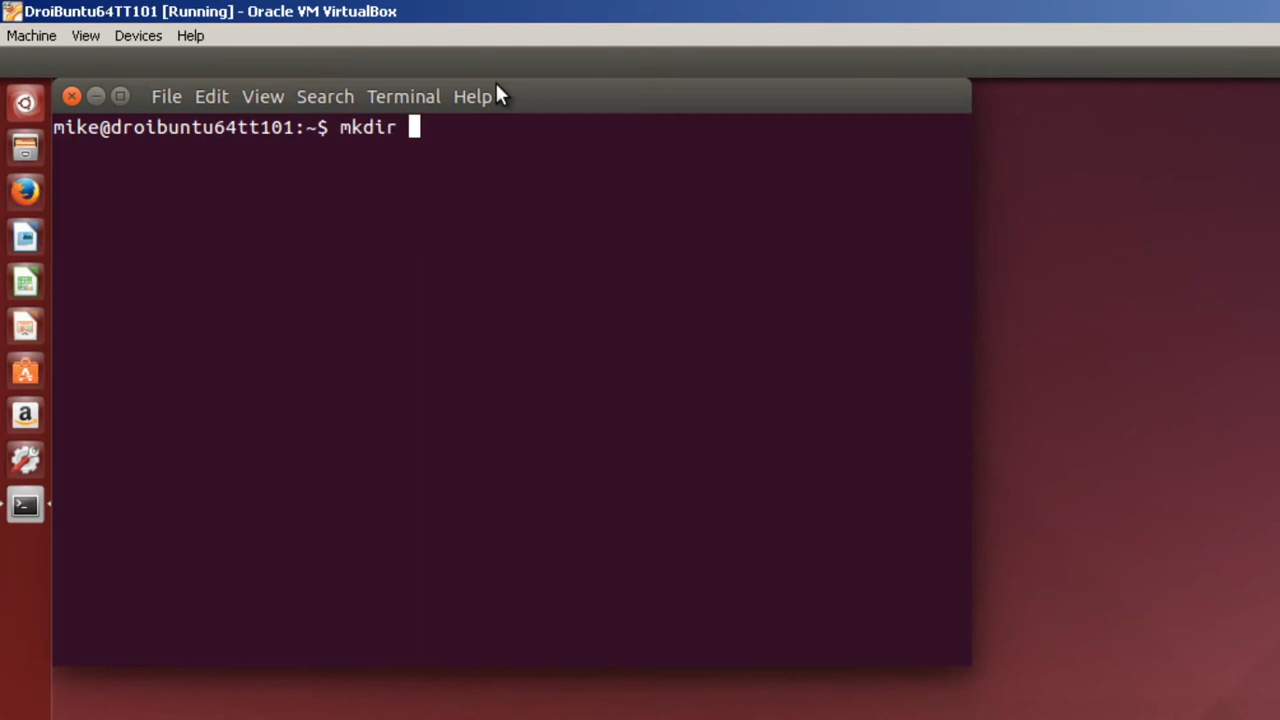 DroiBuntu64TT101 [Running] - Oracle VM VirtualBox
Machine View Devices Help
File Edit View Search Terminal Help
mike@droibuntu64tt101:~$ mkdir
a